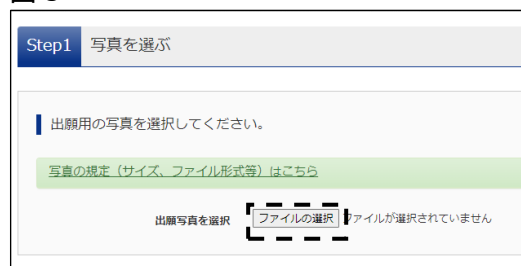 Step1 写真を選ぶ
出願用の写真を選択してください。
写真の規定（サイズ、ファイル形式等）はこちら
出願写真を選択 ファイルの選択 ファイルが選択されていません